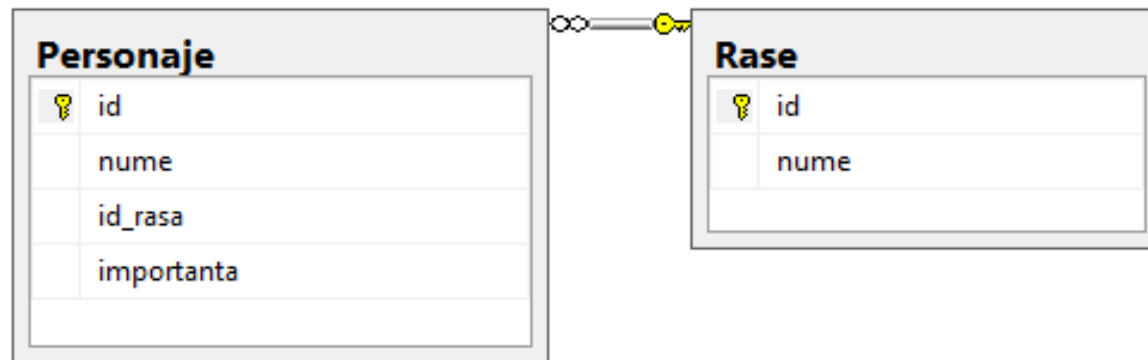 Personaje
id
nume
id_rasa
importanta
Rase
id
nume